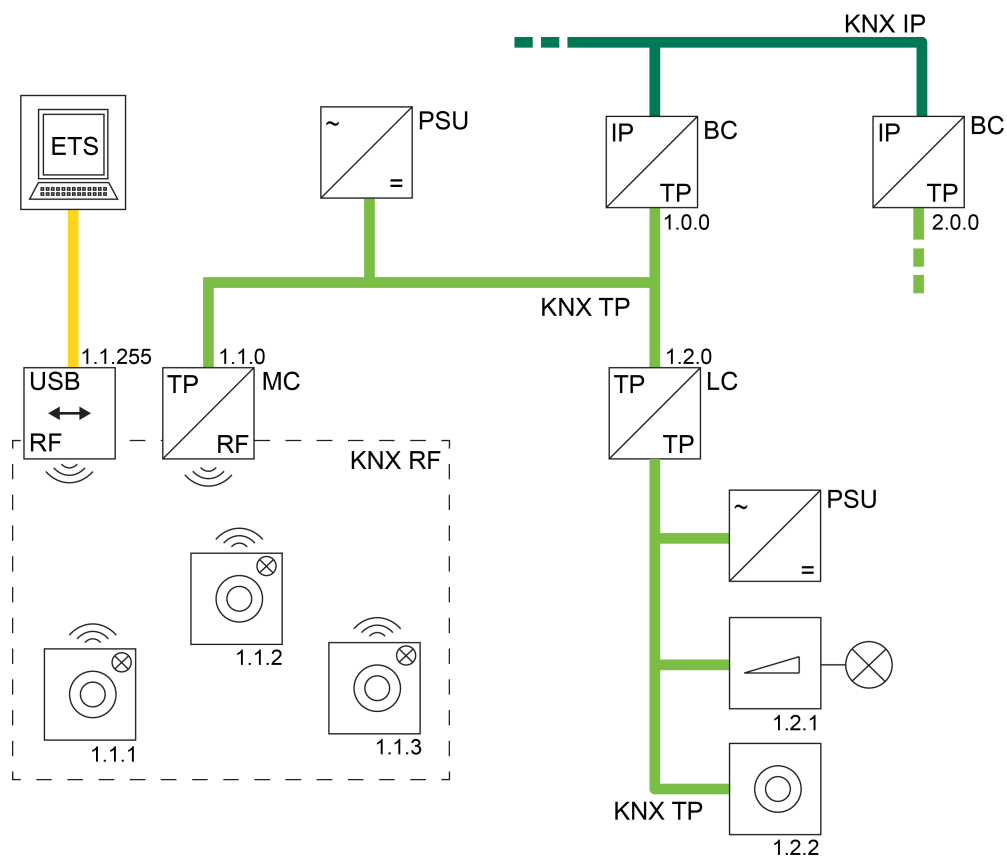 KNX IP
ETS
~
=
PSU
IP
TP
BC
1.0.0
IP
TP
BC
2.0.0
KNX TP
1.1.255
USB
RF
1.1.0
TP
RF
MC
1.2.0
TP
TP
LC
KNX RF
~
=
PSU
1.1.2
1.1.1
1.1.3
1.2.1
KNX TP
1.2.2